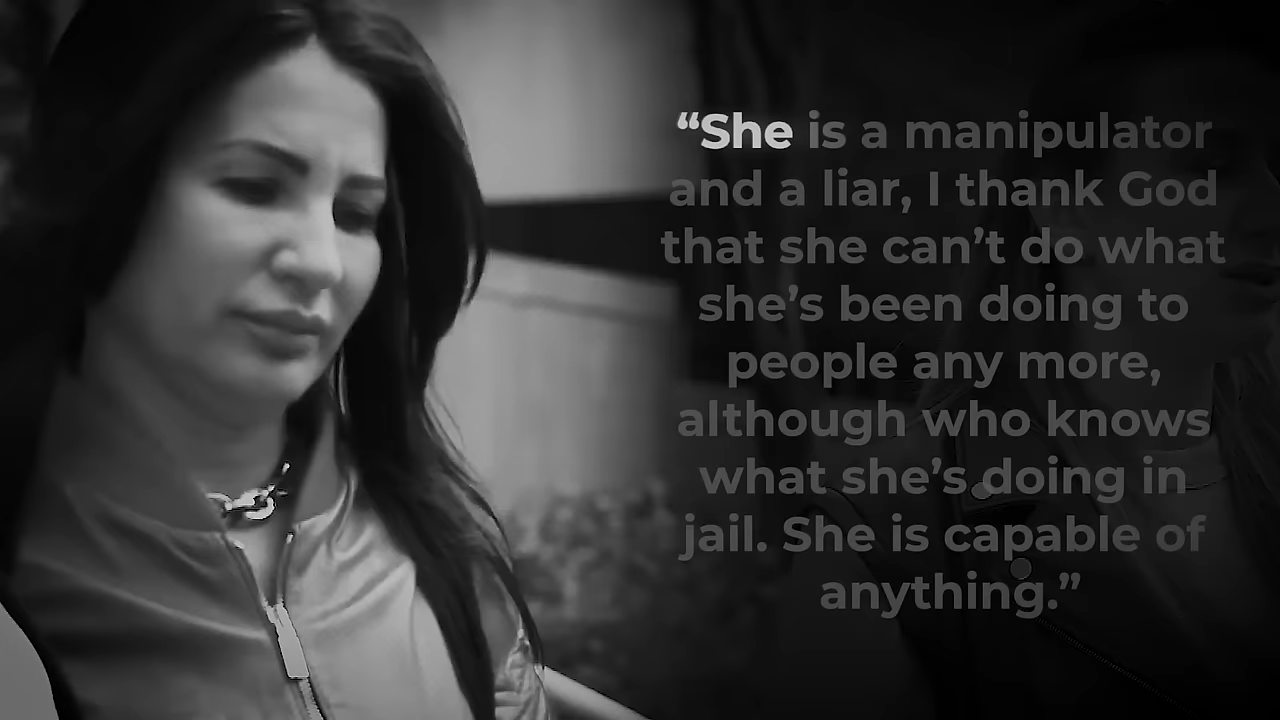 “She is a manipulator
and a liar, I thank God
that she can’t do what
she’s been doing to
people any more,
although who knows
what she’s doing in
jail. She is capable of
anything.”